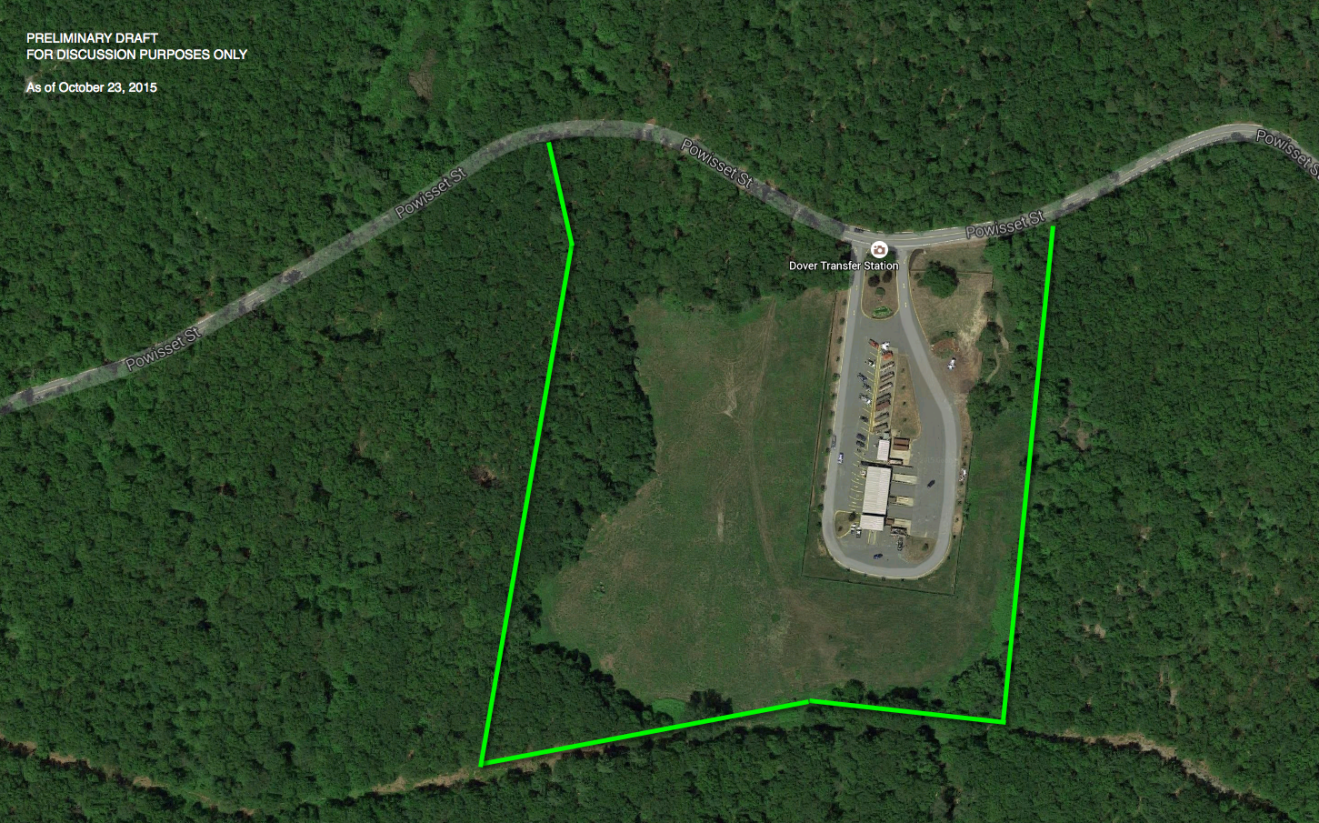 PRELIMINARY DRAFT
FOR DISCUSSION PURPOSES ONLY
As of October 23, 2015
Powisset St
Powisset St
Powisset St
Powisset St
Powisset St
Dover Transfer Station